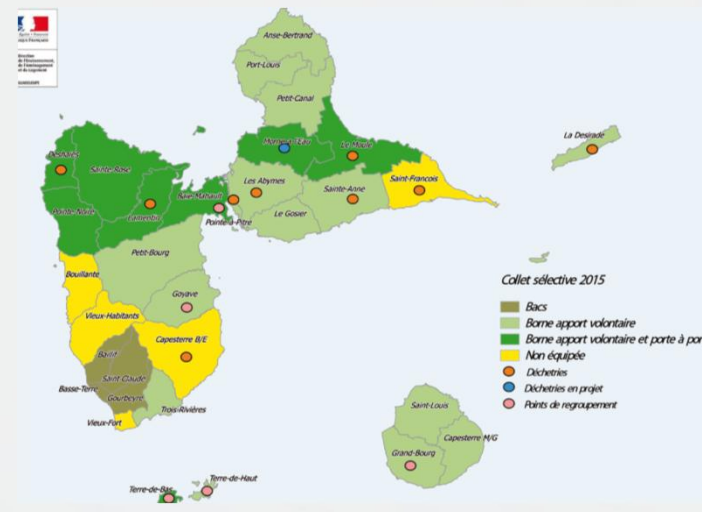 Anse-Bertrand
Port-Louis
Petit-Canal
La Desirade
Deshaies
Sainte-Rose
Morne à l'Eau
Le Moule
Les Abymes
Sainte-Anne
Saint-Francois
Pointe-Noire
Lamentin
Baie Mahault
Le Gosier
Pointe-à-Pitre
Petit-Bourg
Bouillante
Goyave
Vieux-Habitants
Capesterre B/E
Baillif
Saint Claude
Basse-Terre
Gourbeyre
Trois-Rivières
Vieux-Fort
Terre-de-Bas
Terre-de-Haut
Saint-Louis
Capesterre M/G
Grand-Bourg
Collet sélective 2015
Bacs
Borne apport volontaire
Borne apport volontaire et porte à por
Non équipée
Déchetries
Déchetries en projet
Points de regroupement